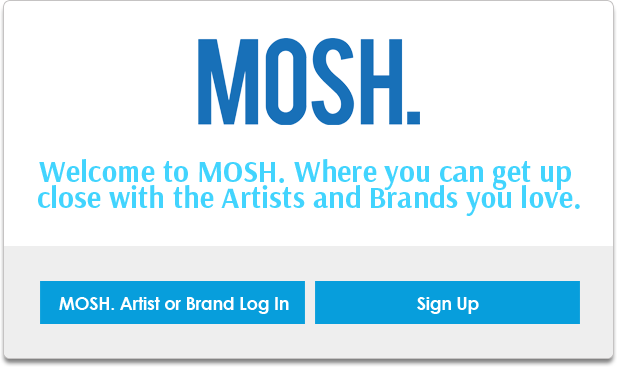 MOSH.
Welcome to MOSH. Where you can get up
close with the Artists and Brands you love.
MOSH. Artist or Brand Log In
Sign Up